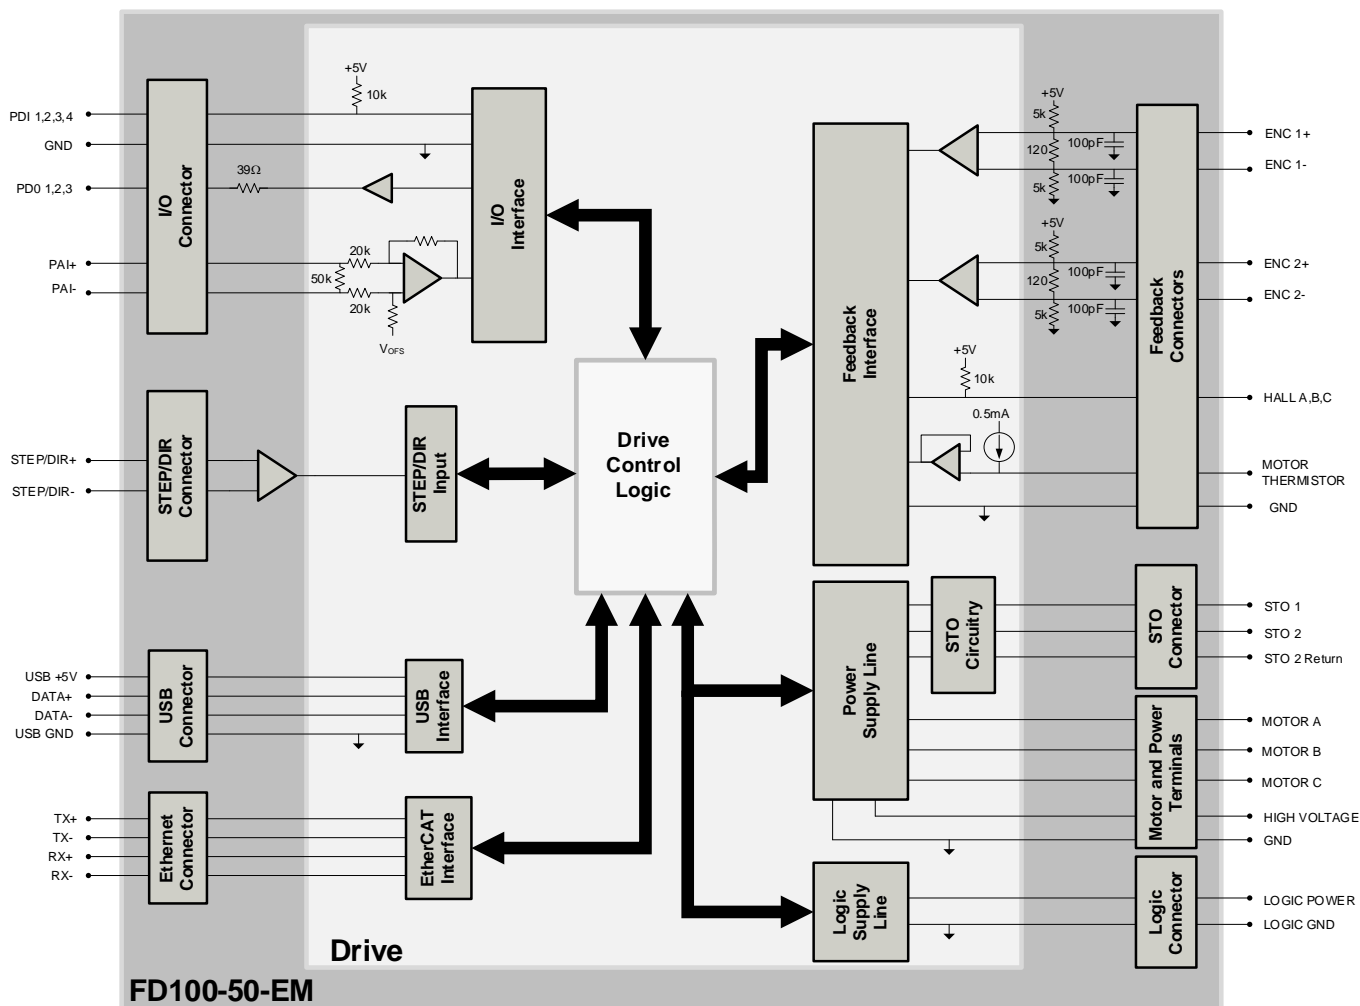 PDI 1,2,3,4
GND
PD0 1,2,3
PAI+
PAI-
I/O
Connector
+5V
10k
39Ω
20k
50k
20k
VOFS
I/O
Interface
STEP/DIR+
STEP/DIR-
STEP/DIR
Connector
STEP/DIR
Input
USB +5V
DATA+
DATA-
USB GND
USB
Connector
USB
Interface
TX+
TX-
RX+
RX-
Ethernet
Connector
EtherCAT
Interface
Drive
Control
Logic
Feedback
Interface
+5V
5k
120
5k
100pF
100pF
+5V
5k
120
5k
100pF
100pF
+5V
10k
0.5mA
Feedback
Connectors
ENC 1+
ENC 1-
ENC 2+
ENC 2-
HALL A,B,C
MOTOR
THERMISTOR
GND
Power
Supply Line
STO
Circuitry
STO
Connector
STO 1
STO 2
STO 2 Return
Motor and Power
Terminals
MOTOR A
MOTOR B
MOTOR C
HIGH VOLTAGE
GND
Logic
Supply
Line
Logic
Connector
LOGIC POWER
LOGIC GND
Drive
FD100-50-EM